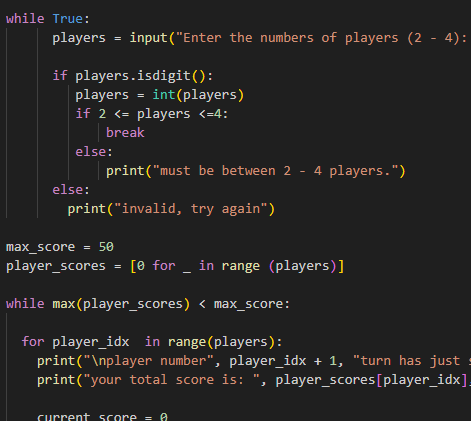 while True:
players = input("Enter the numbers of players (2 - 4):
if players.isdigit():
players = int(players)
if 2 <= players <=4:
break
else:
print("must be between 2 - 4 players.")
else:
print("invalid, try again")
max_score = 50
player_scores = [0 for _ in range (players)]
while max(player_scores) < max_score:
for player_idx  in range(players):
print("\nplayer number", player_idx + 1, "turn has just
print("your total score is: ", player_scores[player_idx]
current score = 0